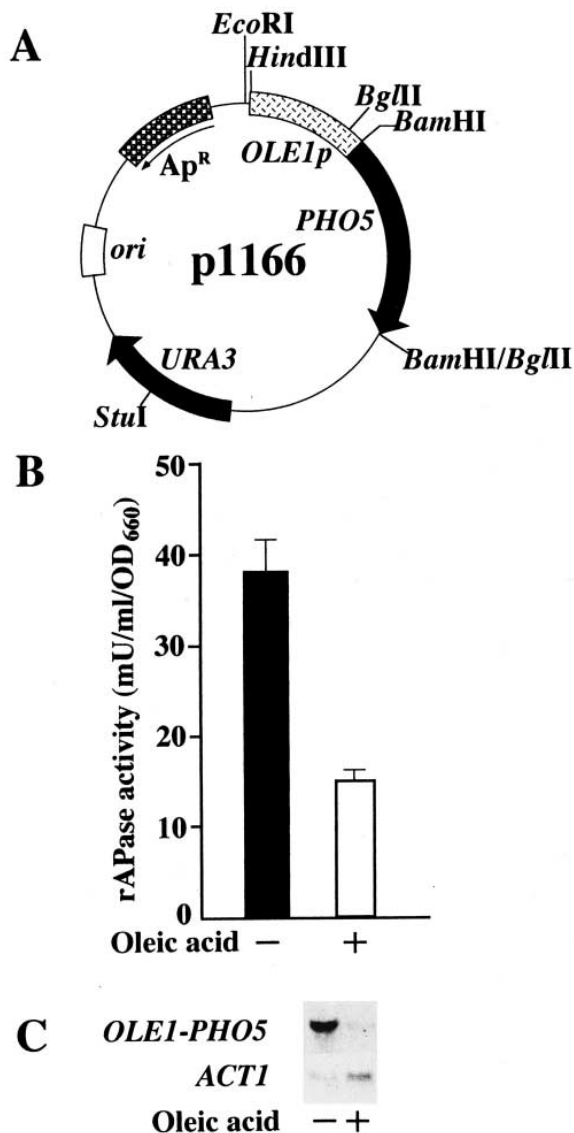 A
EcoRI
HindIII
BglII
BamHI
OLE1p
Ap^R
PHO5
ori
p1166
URA3
BamHI/BglII
StuI
B
rAPase activity (mU/ml/OD660)
50
40
30
20
10
0
Oleic acid − +
C
OLE1-PHO5
ACT1
Oleic acid − +